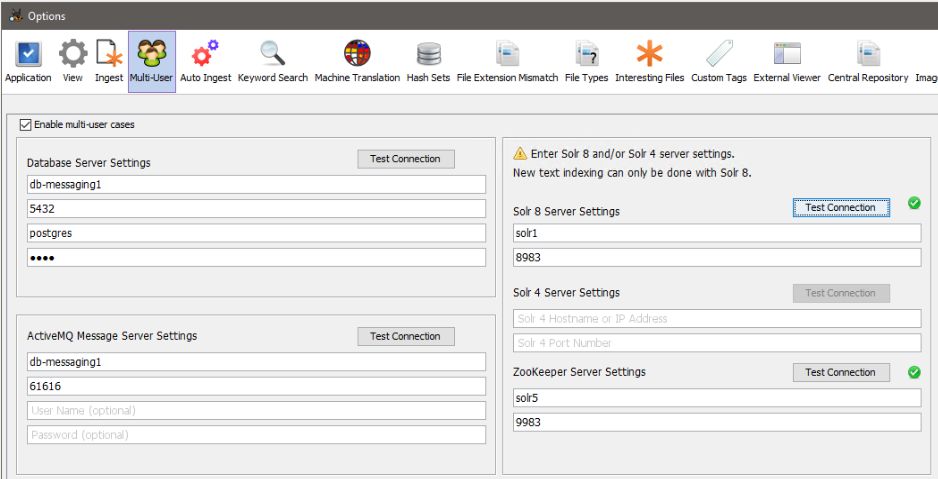 Options
Application View Ingest Multi-User Auto Ingest Keyword Search Machine Translation Hash Sets File Extension Mismatch File Types Interesting Files Custom Tags External Viewer Central Repository Imag
Enable multi-user cases
Database Server Settings Test Connection
db-messaging1
5432
postgres
••••
ActiveMQ Message Server Settings Test Connection
db-messaging1
61616
User Name (optional)
Password (optional)
Enter Solr 8 and/or Solr 4 server settings.
New text indexing can only be done with Solr 8.
Solr 8 Server Settings Test Connection
solr1
8983
Solr 4 Server Settings Test Connection
Solr 4 Hostname or IP Address
Solr 4 Port Number
ZooKeeper Server Settings Test Connection
solr5
9983